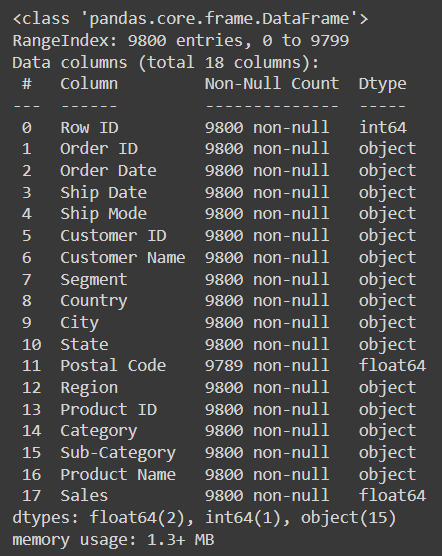 <class 'pandas.core.frame.DataFrame'>
RangeIndex: 9800 entries, 0 to 9799
Data columns (total 18 columns):
 #   Column         Non-Null Count  Dtype
---  ------         --------------  -----
 0   Row ID         9800 non-null   int64
 1   Order ID       9800 non-null   object
 2   Order Date     9800 non-null   object
 3   Ship Date      9800 non-null   object
 4   Ship Mode      9800 non-null   object
 5   Customer ID    9800 non-null   object
 6   Customer Name  9800 non-null   object
 7   Segment        9800 non-null   object
 8   Country        9800 non-null   object
 9   City           9800 non-null   object
 10  State          9800 non-null   object
 11  Postal Code    9789 non-null   float64
 12  Region         9800 non-null   object
 13  Product ID     9800 non-null   object
 14  Category       9800 non-null   object
 15  Sub-Category   9800 non-null   object
 16  Product Name   9800 non-null   object
 17  Sales          9800 non-null   float64
dtypes: float64(2), int64(1), object(15)
memory usage: 1.3+ MB